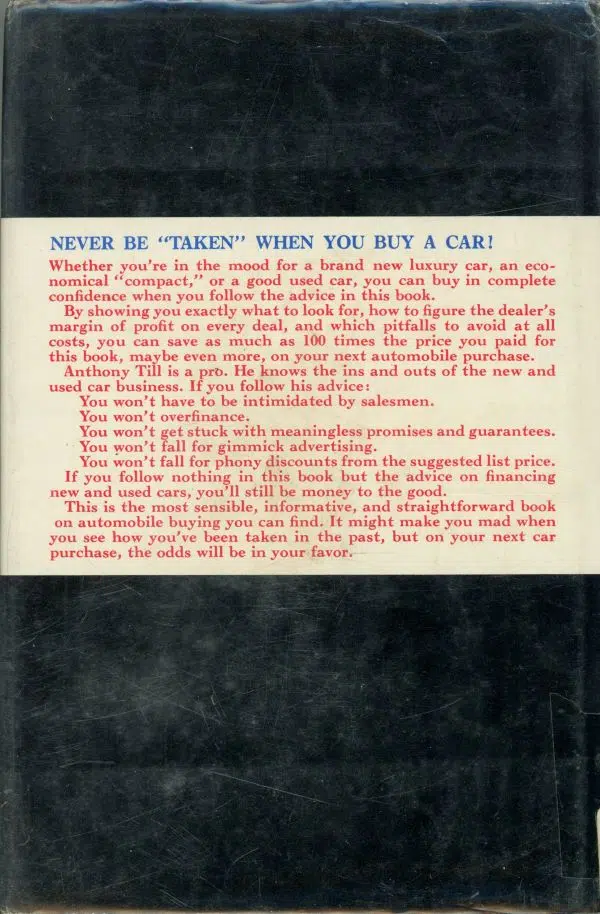 NEVER BE “TAKEN” WHEN YOU BUY A CAR!
Whether you're in the mood for a brand new luxury car, an eco-
nomical “compact,” or a good used car, you can buy in complete
confidence when you follow the advice in this book.
By showing you exactly what to look for, how to figure the dealer's
margin of profit on every deal, and which pitfalls to avoid at all
costs, you can save as much as 100 times the price you paid for
this book, maybe even more, on your next automobile purchase.
Anthony Till is a pro. He knows the ins and outs of the new and
used car business. If you follow his advice:
You won't have to be intimidated by salesmen.
You won't overfinance.
You won't get stuck with meaningless promises and guarantees.
You won't fall for gimmick advertising.
You won't fall for phony discounts from the suggested list price.
If you follow nothing in this book but the advice on financing
new and used cars, you'll still be money to the good.
This is the most sensible, informative, and straightforward book
on automobile buying you can find. It might make you mad when
you see how you've been taken in the past, but on your next car
purchase, the odds will be in your favor.